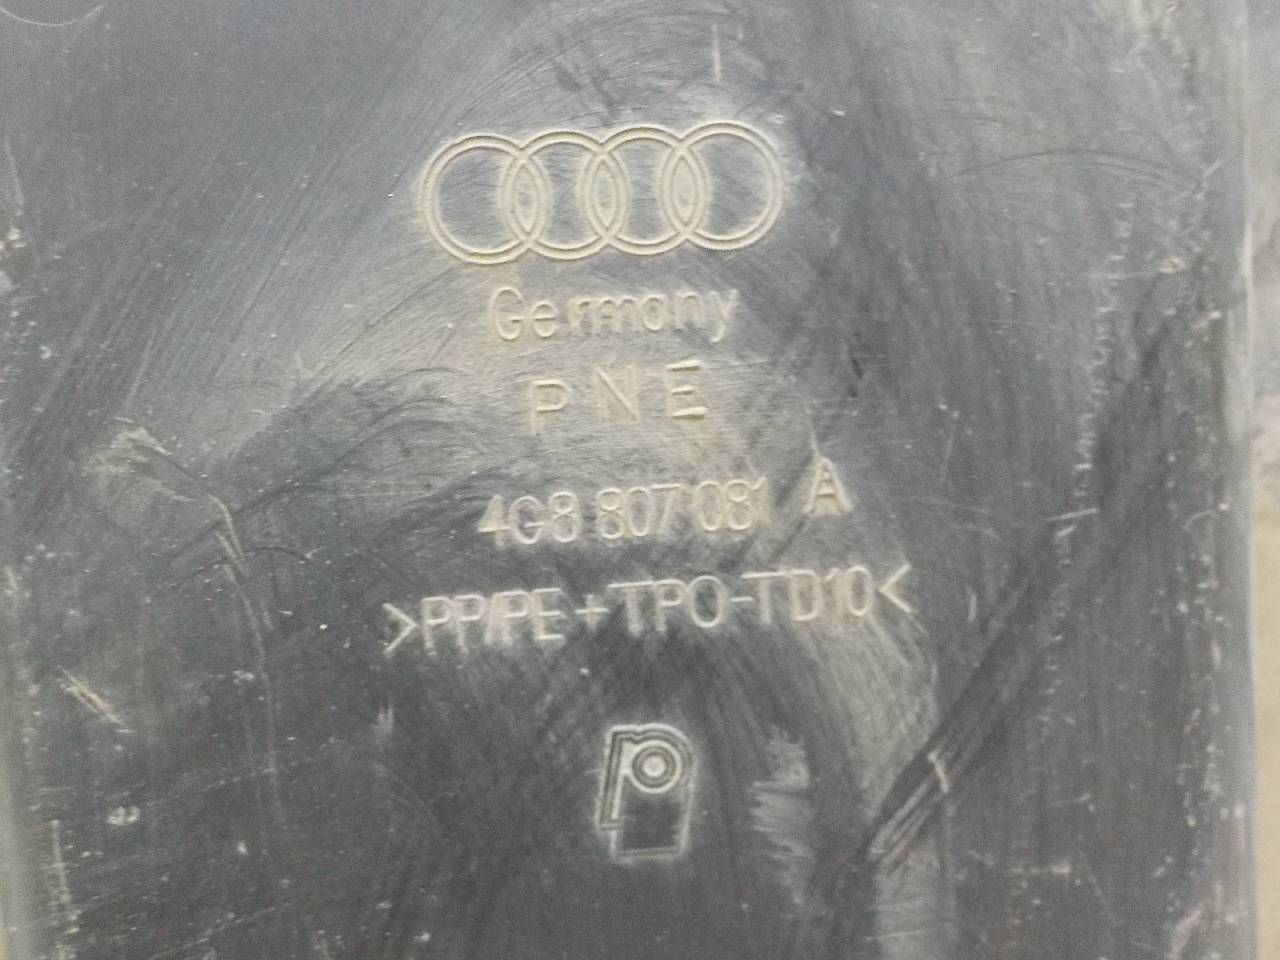 Germany
PNE
4G8 807 081 A
>PP/PE+TPO-TD10<